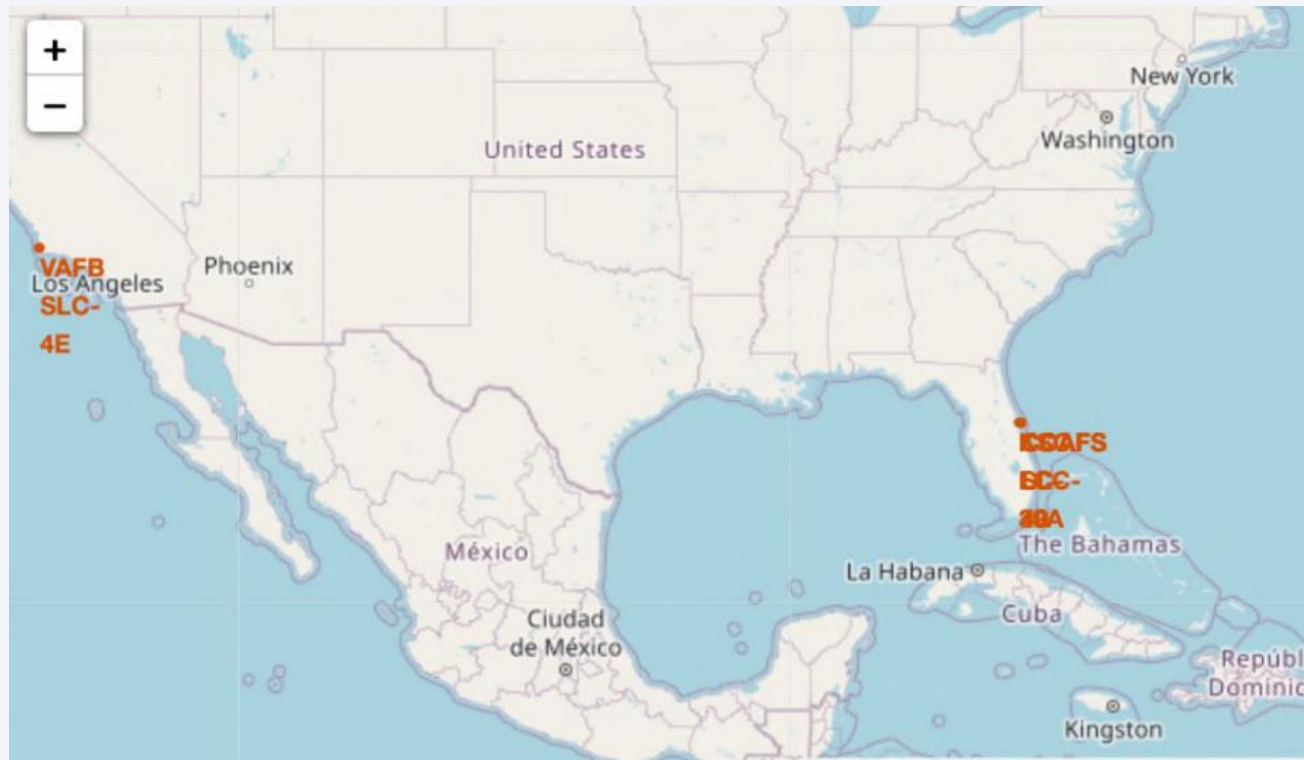 +
−
New York
Washington
United States
Phoenix
VAFB
Los Angeles
SLC-
4E
The Bahamas
México
La Habana
Cuba
Ciudad
de México
Repúbl
Dominic
Kingston